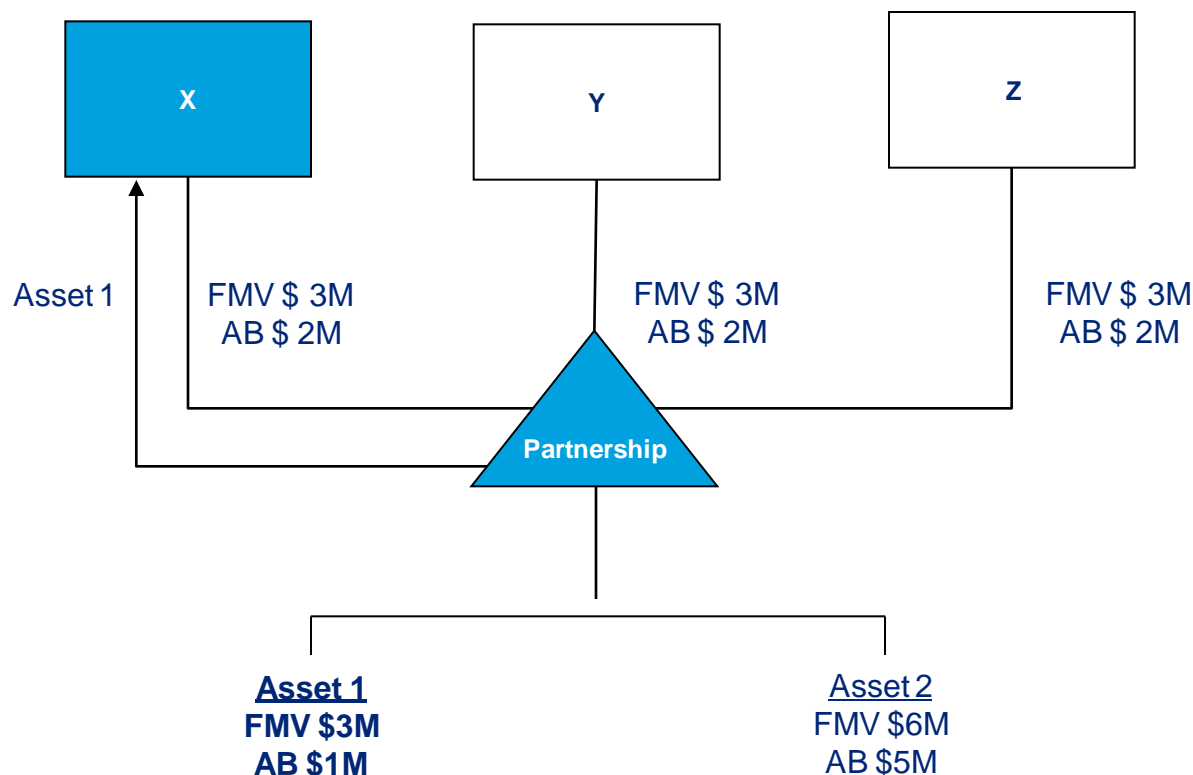 X
Y
Z
Asset 1
FMV $ 3M
AB $ 2M
FMV $ 3M
AB $ 2M
FMV $ 3M
AB $ 2M
Partnership
Asset 1
FMV $3M
AB $1M
Asset 2
FMV $6M
AB $5M